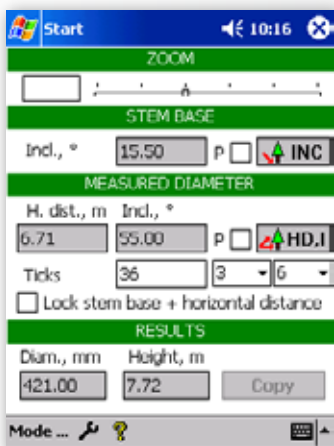 Start 10:16
ZOOM
STEM BASE
Incl., ° 15.50 P INC
MEASURED DIAMETER
H. dist., m Incl., °
6.71 55.00 P HD.I
Ticks 36 3 6
Lock stem base + horizontal distance
RESULTS
Diam., mm Height, m
421.00 7.72 Copy
Mode ...